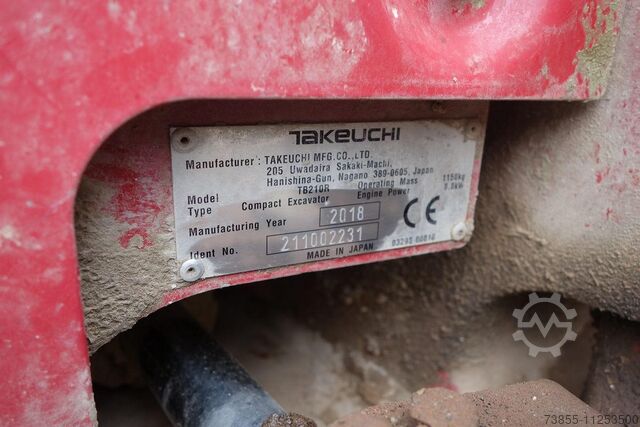 TAKEUCHI
Manufacturer : TAKEUCHI MFG.CO.,LTD.
205 Uwadaira Sakaki-Machi,
Hanishina-Gun, Nagano 389-0605, Japan
Model TB210R Operating Mass 1150kg
Type Compact Excavator Engine Power
Manufacturing Year 2018
Ident No. 211002231
CE
MADE IN JAPAN
73855-11253500